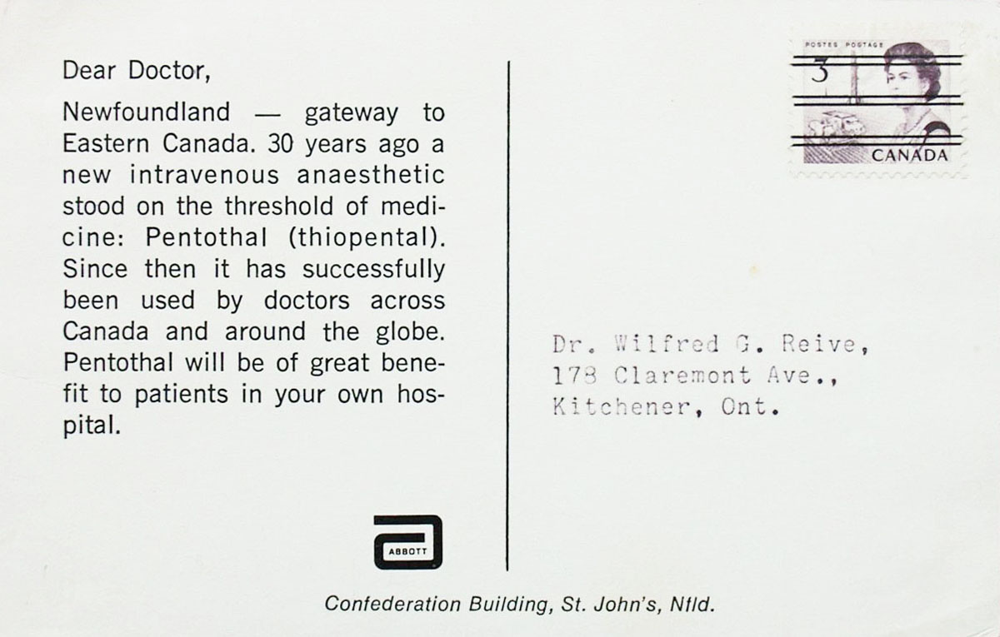 Dear Doctor,
Newfoundland — gateway to
Eastern Canada. 30 years ago a
new intravenous anaesthetic
stood on the threshold of medi-
cine: Pentothal (thiopental).
Since then it has successfully
been used by doctors across
Canada and around the globe.
Pentothal will be of great bene-
fit to patients in your own hos-
pital.
ABBOTT
Confederation Building, St. John's, Nfld.
POSTES POSTAGE
3
CANADA
Dr. Wilfred G. Reive,
178 Claremont Ave.,
Kitchener, Ont.